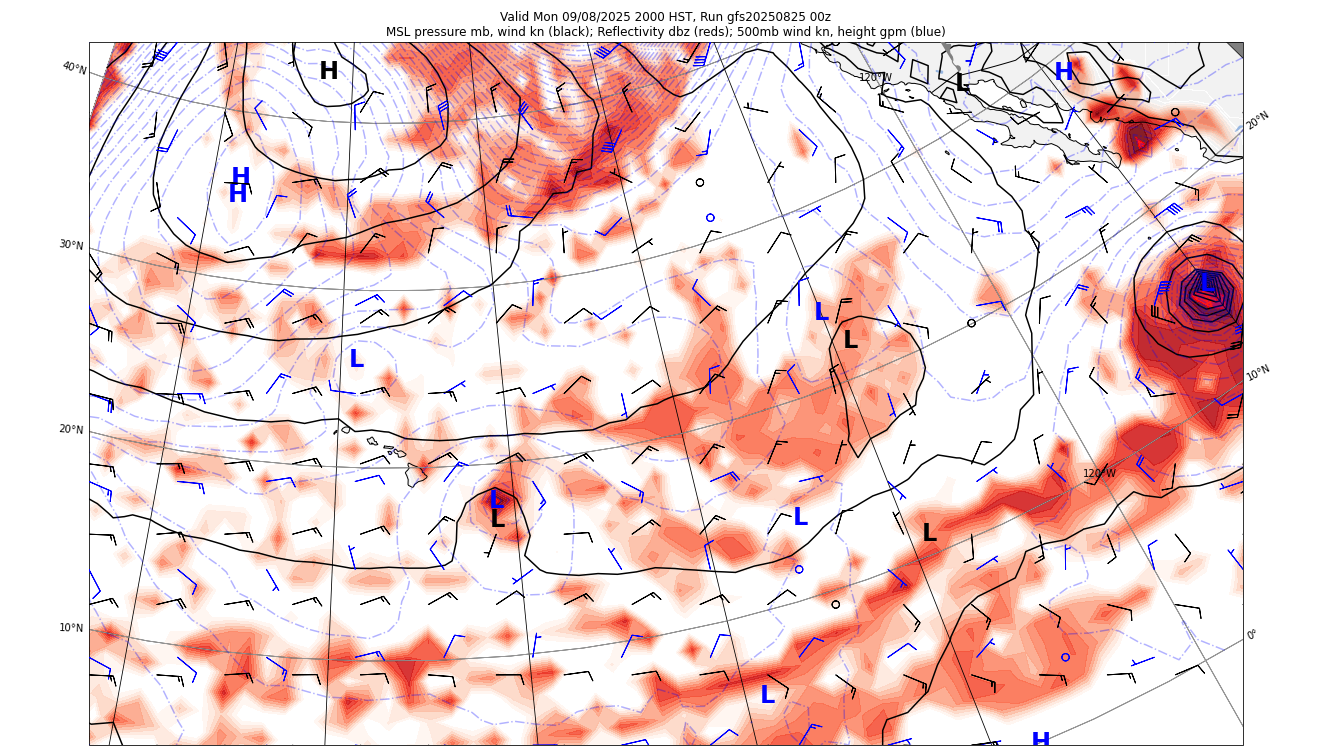 Valid Mon 09/08/2025 2000 HST, Run gfs20250825 00z
MSL pressure mb, wind kn (black); Reflectivity dbz (reds); 500mb wind kn, height gpm (blue)
H
H
L
120°W
40°N
20°N
H
H
30°N
L
L
L
L
10°N
20°N
120°W
L
L
L
L
10°N
0°
L
H